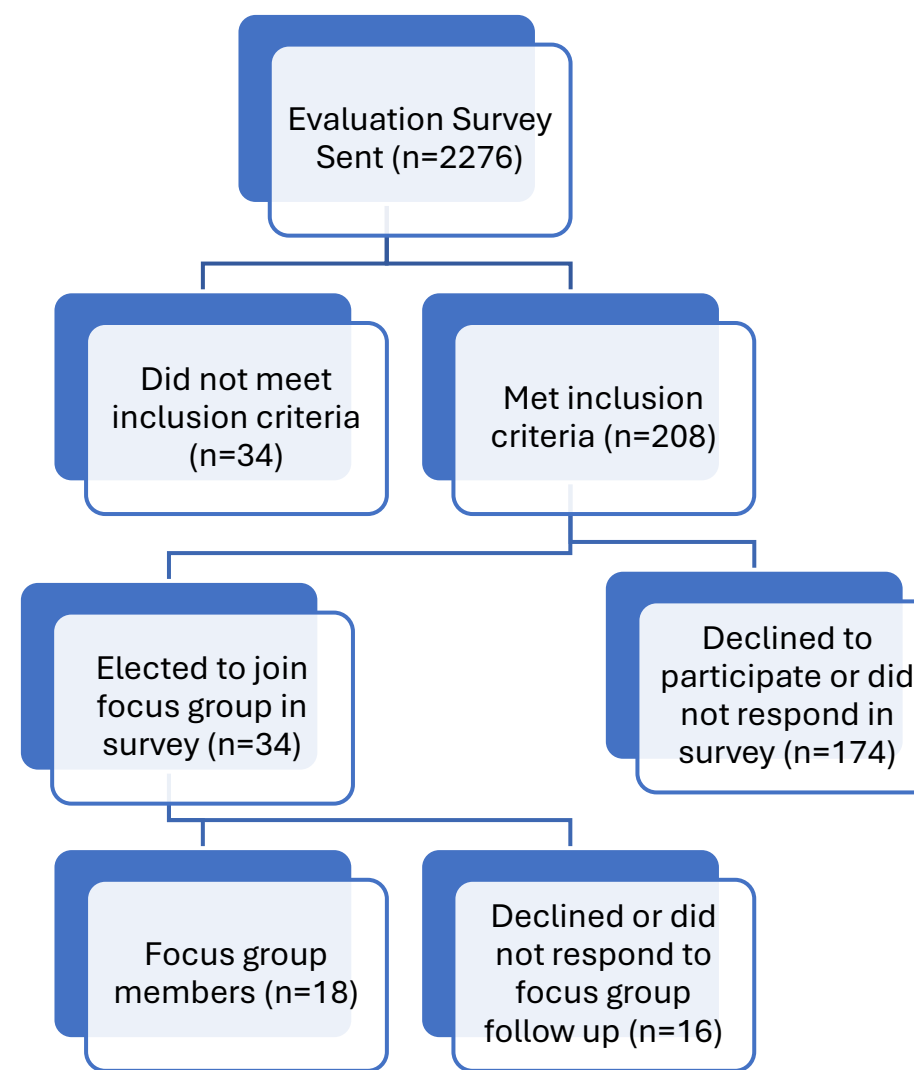 Evaluation Survey
Sent (n=2276)
Did not meet
inclusion criteria
(n=34)
Met inclusion
criteria (n=208)
Elected to join
focus group in
survey (n=34)
Declined to
participate or did
not respond in
survey (n=174)
Focus group
members (n=18)
Declined or did
not respond to
focus group
follow up (n=16)